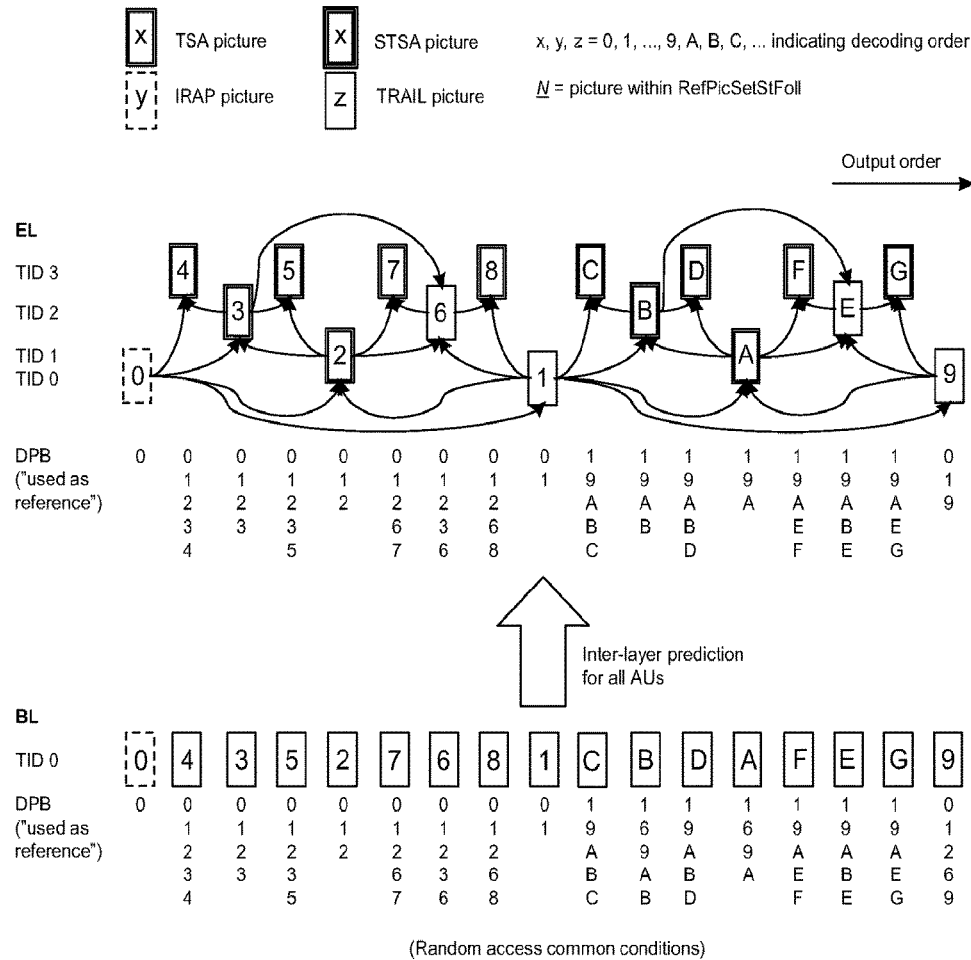 x TSA picture x STSA picture x, y, z = 0, 1, ..., 9, A, B, C, ... indicating decoding order
y IRAP picture z TRAIL picture N = picture within RefPicSetStFoll
Output order
EL
TID 3 4 5 7 8 C D F G
TID 2 3 6 B E
TID 1 2 A
TID 0 0 1 9
DPB 0 0 0 0 0 0 0 0 0 1 1 1 1 1 1 1 0
("used as 1 1 1 1 1 1 1 1 9 9 9 9 9 9 9 1
reference") 2 2 2 2 2 2 2 A A A A A A A 9
3 3 3 6 3 6 B B B E B E
4 5 7 6 8 C D F E G
Inter-layer prediction
for all AUs
BL
TID 0 0 4 3 5 2 7 6 8 1 C B D A F E G 9
DPB 0 0 0 0 0 0 0 0 0 1 1 1 1 1 1 1 0
("used as 1 1 1 1 1 1 1 1 9 6 9 6 9 9 9 1
reference") 2 2 2 2 2 2 2 A 9 A 9 A A A 2
3 3 3 6 3 6 B A B A E B E 6
4 5 7 6 8 C B D F E G 9
(Random access common conditions)